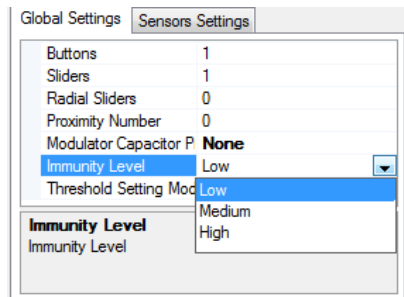 Global Settings Sensors Settings
Buttons 1
Sliders 1
Radial Sliders 0
Proximity Number 0
Modulator Capacitor P None
Immunity Level Low
Threshold Setting Mod Low
Medium
High
Immunity Level
Immunity Level